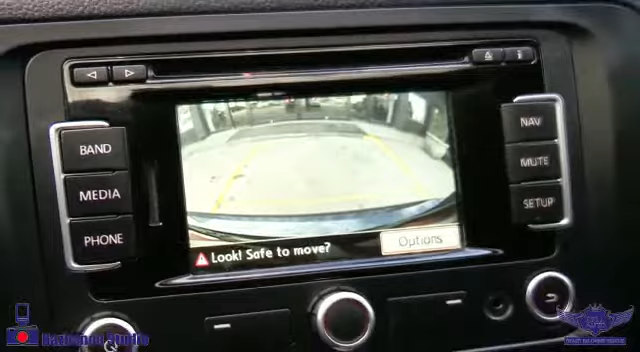 BAND
MEDIA
PHONE
NAV
MUTE
SETUP
Look! Safe to move?
Options